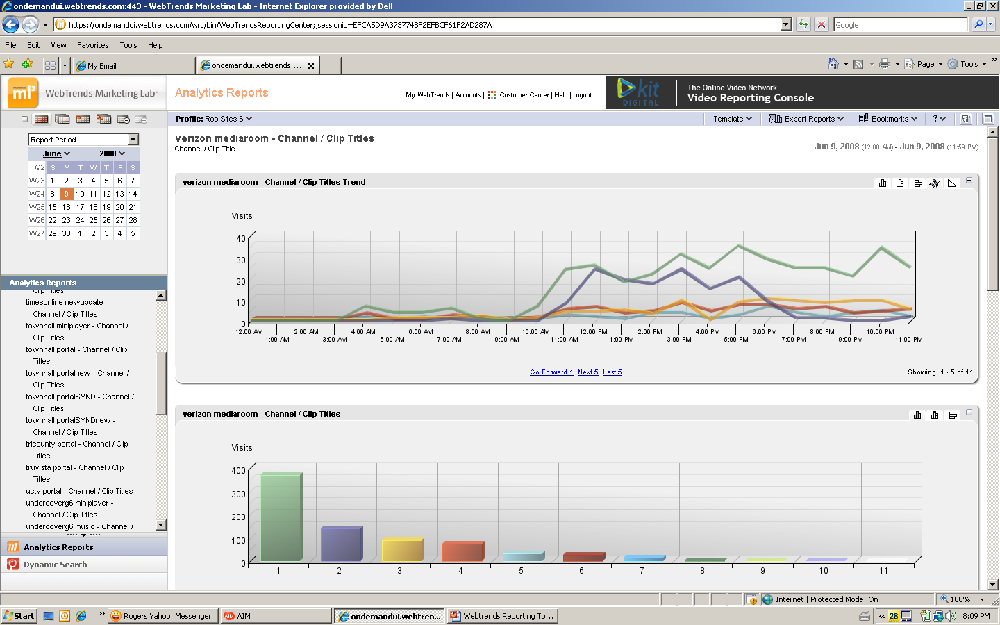 ondemandui.webtrends.com:443 - WebTrends Marketing Lab - Internet Explorer provided by Dell
https://ondemandui.webtrends.com/wrc/bin/WebTrendsReportingCenter;jsessionid=EFCA5D9A373774BF2EFBCF61F2AD287A
Google
File Edit View Favorites Tools Help
My Email
ondemandui.webtrends....
Page Tools »
ml2 WebTrends Marketing Lab
Analytics Reports
My WebTrends | Accounts | Customer Center | Help | Logout
kit DIGITAL
The Online Video Network
Video Reporting Console
Profile: Roo Sites 6
Template Export Reports Bookmarks ?
Report Period
June 2008
Q2 S M T W T F S
W23 1 2 3 4 5 6 7
W24 8 9 10 11 12 13 14
W25 15 16 17 18 19 20 21
W26 22 23 24 25 26 27 28
W27 29 30 1 2 3 4 5
Analytics Reports
Clip Titles
timesonline newupdate -
Channel / Clip Titles
townhall miniplayer - Channel /
Clip Titles
townhall portal - Channel / Clip
Titles
townhall portalnew - Channel /
Clip Titles
townhall portalSYND - Channel /
Clip Titles
townhall portalSYNDnew -
Channel / Clip Titles
tricounty portal - Channel / Clip
Titles
truvista portal - Channel / Clip
Titles
uctv portal - Channel / Clip Titles
undercoverg6 miniplayer -
Channel / Clip Titles
undercoverg6 music - Channel /
Analytics Reports
Dynamic Search
verizon mediaroom - Channel / Clip Titles
Channel / Clip Title
Jun 9, 2008 (12:00 AM) - Jun 9, 2008 (11:59 PM)
verizon mediaroom - Channel / Clip Titles Trend
Visits
40
30
20
10
0
12:00 AM 2:00 AM 4:00 AM 6:00 AM 8:00 AM 10:00 AM 12:00 PM 2:00 PM 4:00 PM 6:00 PM 8:00 PM 10:00 PM
1:00 AM 3:00 AM 5:00 AM 7:00 AM 9:00 AM 11:00 AM 1:00 PM 3:00 PM 5:00 PM 7:00 PM 9:00 PM 11:00 PM
Go Forward 1 Next 5 Last 5
Showing: 1 - 5 of 11
verizon mediaroom - Channel / Clip Titles
Visits
400
300
200
100
0
1 2 3 4 5 6 7 8 9 10 11
Internet | Protected Mode: On
100%
Start » Rogers Yahoo! Messenger AIM ondemandui.webtren... Webtrends Reporting To... « 26 8:09 PM